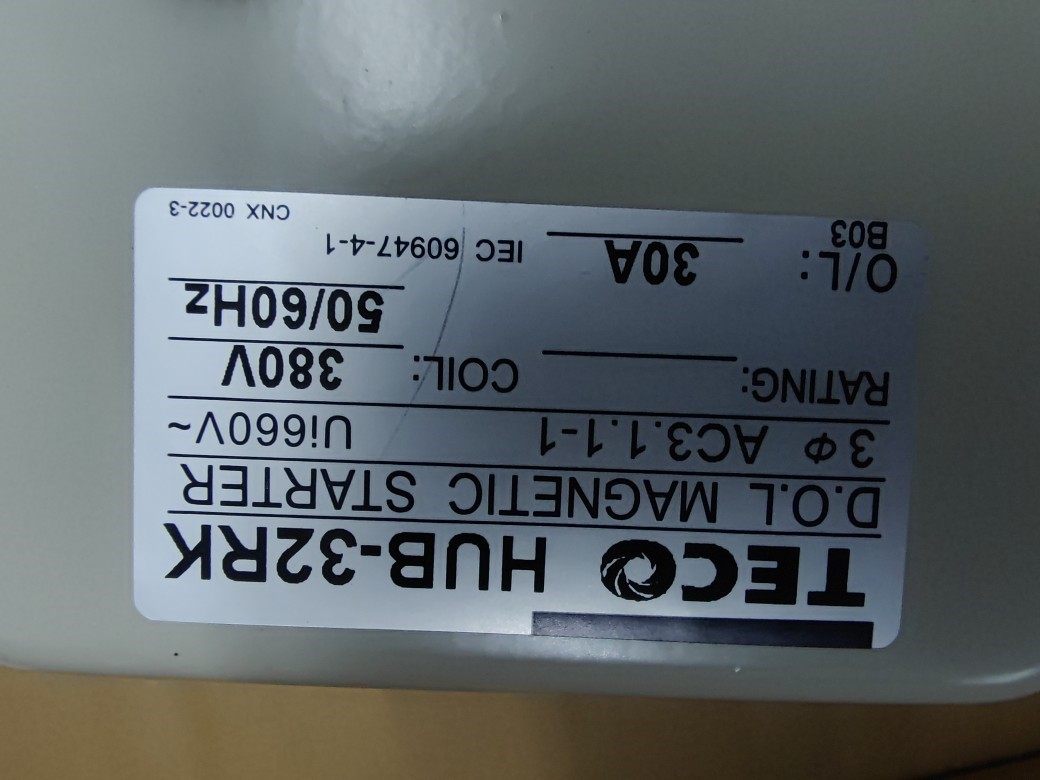 TECO HUB-32RK
D.O.L MAGNETIC STARTER
3 Φ AC3.1.1-1 Ui660V~
RATING: COIL: 380V
50/60Hz
O/L: 30A IEC 60947-4-1
B03 CNX 0022-3